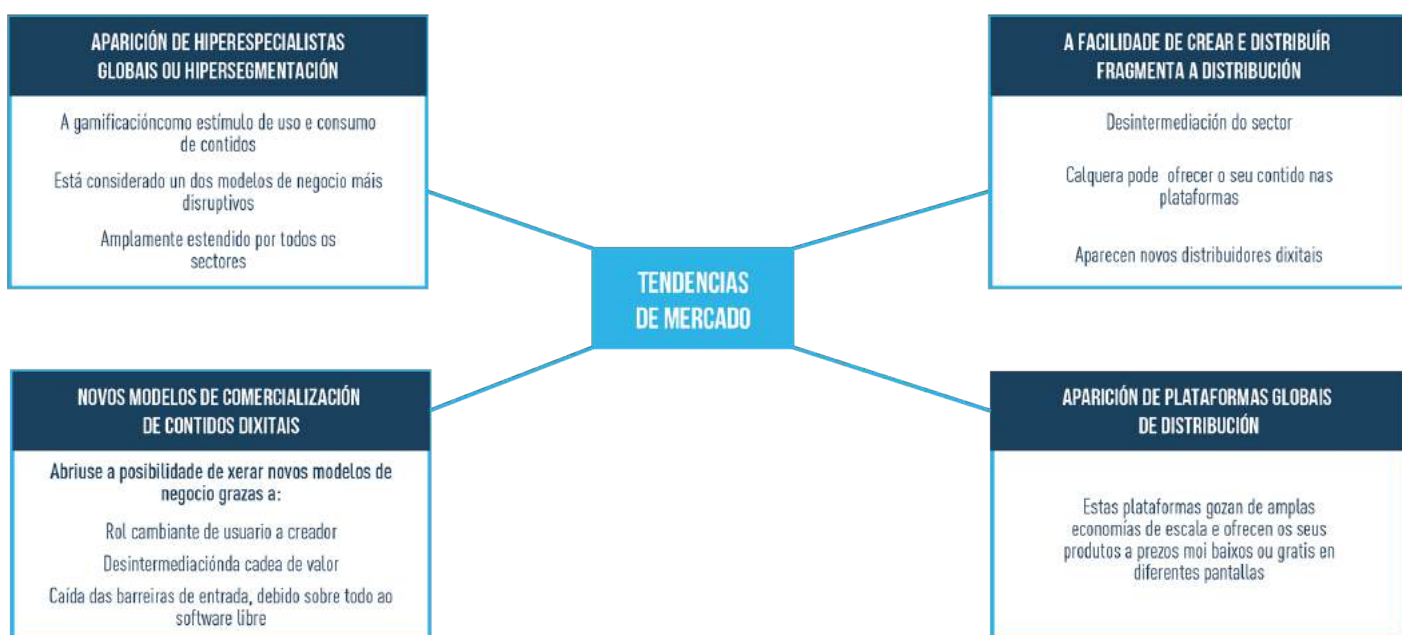 APARICIÓN DE HIPERESPECIALISTAS
GLOBAIS OU HIPERSEGMENTACIÓN
A gamificacióncomo estímulo de uso e consumo
de contidos
Está considerado un dos modelos de negocio máis
disruptivos
Amplamente estendido por todos os
sectores
A FACILIDADE DE CREAR E DISTRIBUÍR
FRAGMENTA A DISTRIBUCIÓN
Desintermediación do sector
Calquera pode ofrecer o seu contido nas
plataformas
Aparecen novos distribuidores dixitais
TENDENCIAS
DE MERCADO
NOVOS MODELOS DE COMERCIALIZACIÓN
DE CONTIDOS DIXITAIS
Abriuse a posibilidade de xerar novos modelos de
negocio grazas a:
Rol cambiante de usuario a creador
Desintermediaciónda cadea de valor
Caída das barreiras de entrada, debido sobre todo ao
software libre
APARICIÓN DE PLATAFORMAS GLOBAIS
DE DISTRIBUCIÓN
Estas plataformas gozan de amplas
economías de escala e ofrecen os seus
produtos a prezos moi baixos ou gratis en
diferentes pantallas